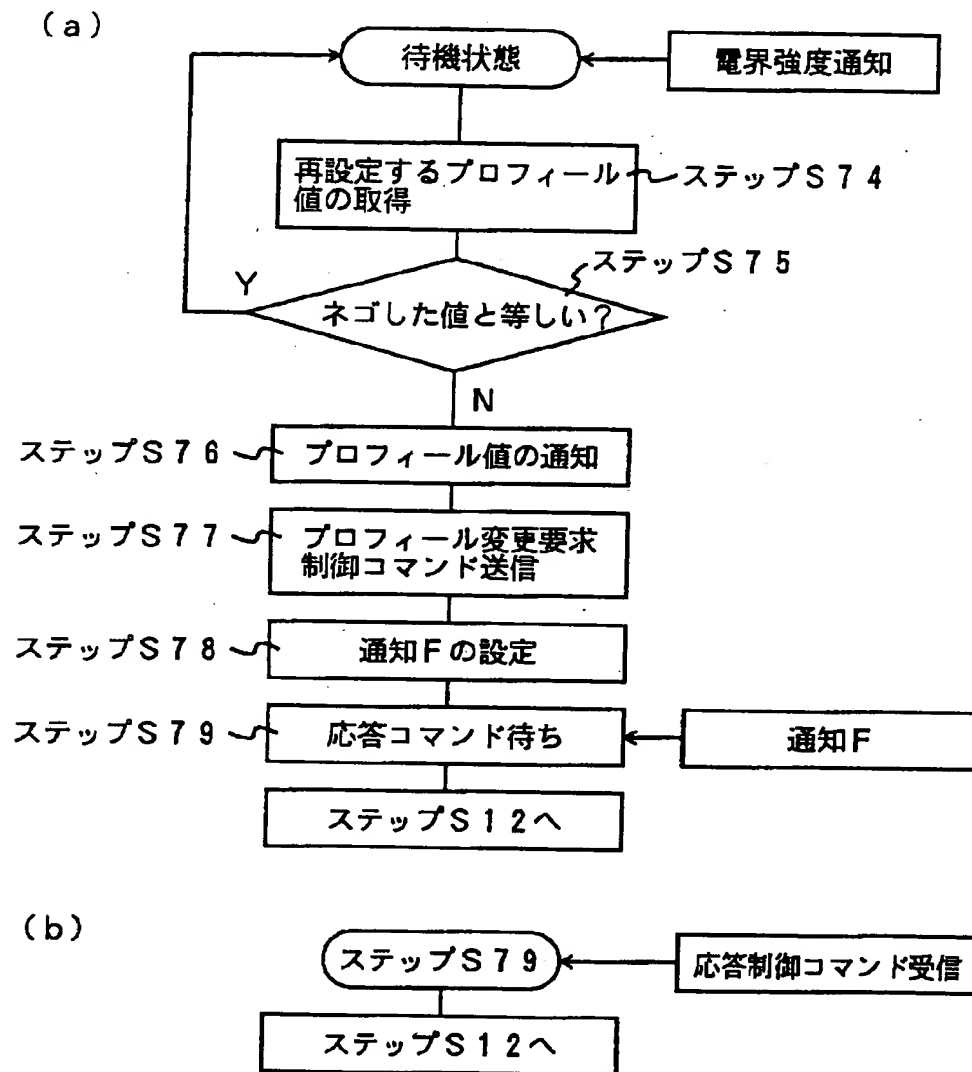 (a)
待機状態
電界強度通知
再設定するプロフィール
値の取得
ステップS74
ステップS75
Y
ネゴした値と等しい?
N
ステップS76
プロフィール値の通知
ステップS77
プロフィール変更要求
制御コマンド送信
ステップS78
通知Fの設定
ステップS79
応答コマンド待ち
通知F
ステップS12へ
(b)
ステップS79
応答制御コマンド受信
ステップS12へ